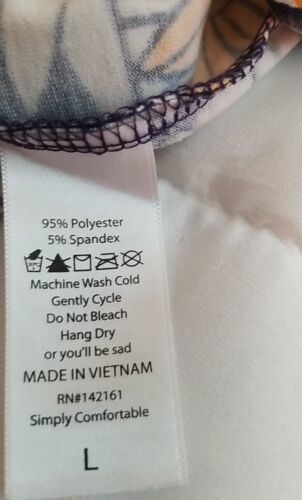 95% Polyester
5% Spandex
Machine Wash Cold
Gently Cycle
Do Not Bleach
Hang Dry
or you'll be sad
MADE IN VIETNAM
RN#142161
Simply Comfortable
L